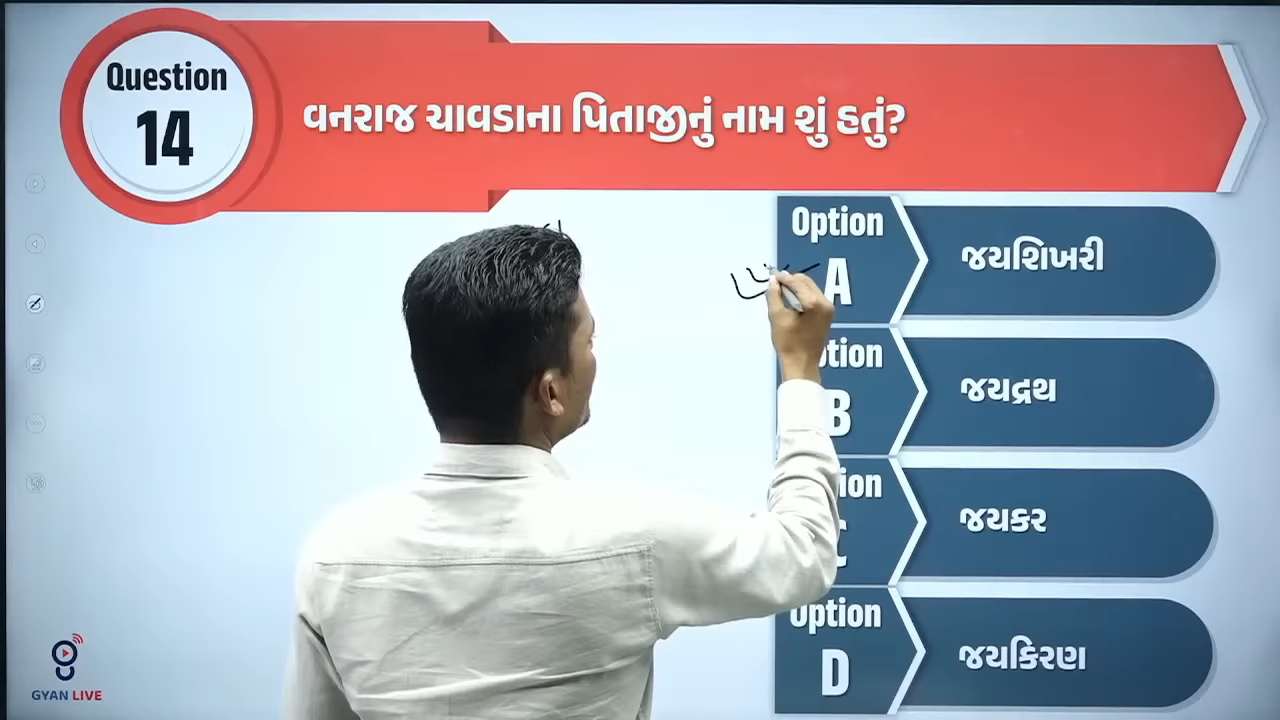 Question
14
વનરાજ ચાવડાના પિતાજીનું નામ શું હતું?
Option
A
જયશિખરી
B
જયદ્રથ
જયકર
Option
D
જયકિરણ
GYAN LIVE